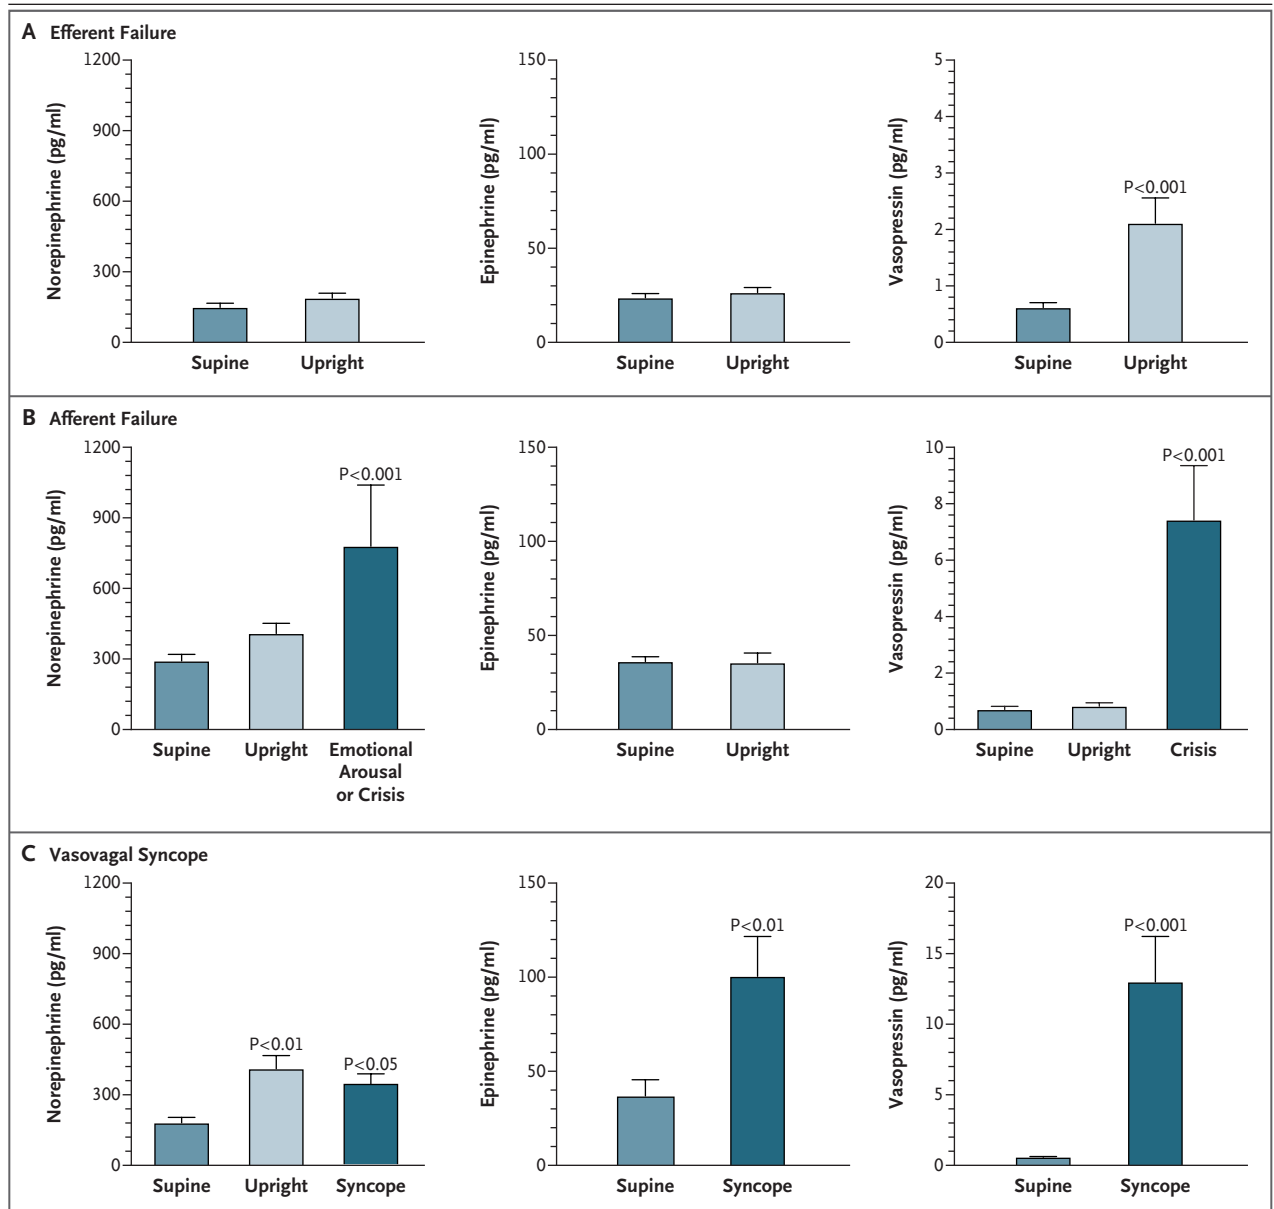 A Efferent Failure
Norepinephrine (pg/ml)
1200
900
600
300
0
Supine
Upright
Epinephrine (pg/ml)
150
100
50
0
Supine
Upright
Vasopressin (pg/ml)
5
4
3
2
1
0
P<0.001
Supine
Upright
B Afferent Failure
Norepinephrine (pg/ml)
1200
900
600
300
0
P<0.001
Supine
Upright
Emotional
Arousal
or Crisis
Epinephrine (pg/ml)
150
100
50
0
Supine
Upright
Vasopressin (pg/ml)
10
8
6
4
2
0
P<0.001
Supine
Upright
Crisis
C Vasovagal Syncope
Norepinephrine (pg/ml)
1200
900
600
300
0
P<0.01
P<0.05
Supine
Upright
Syncope
Epinephrine (pg/ml)
150
100
50
0
P<0.01
Supine
Syncope
Vasopressin (pg/ml)
20
15
10
5
0
P<0.001
Supine
Syncope